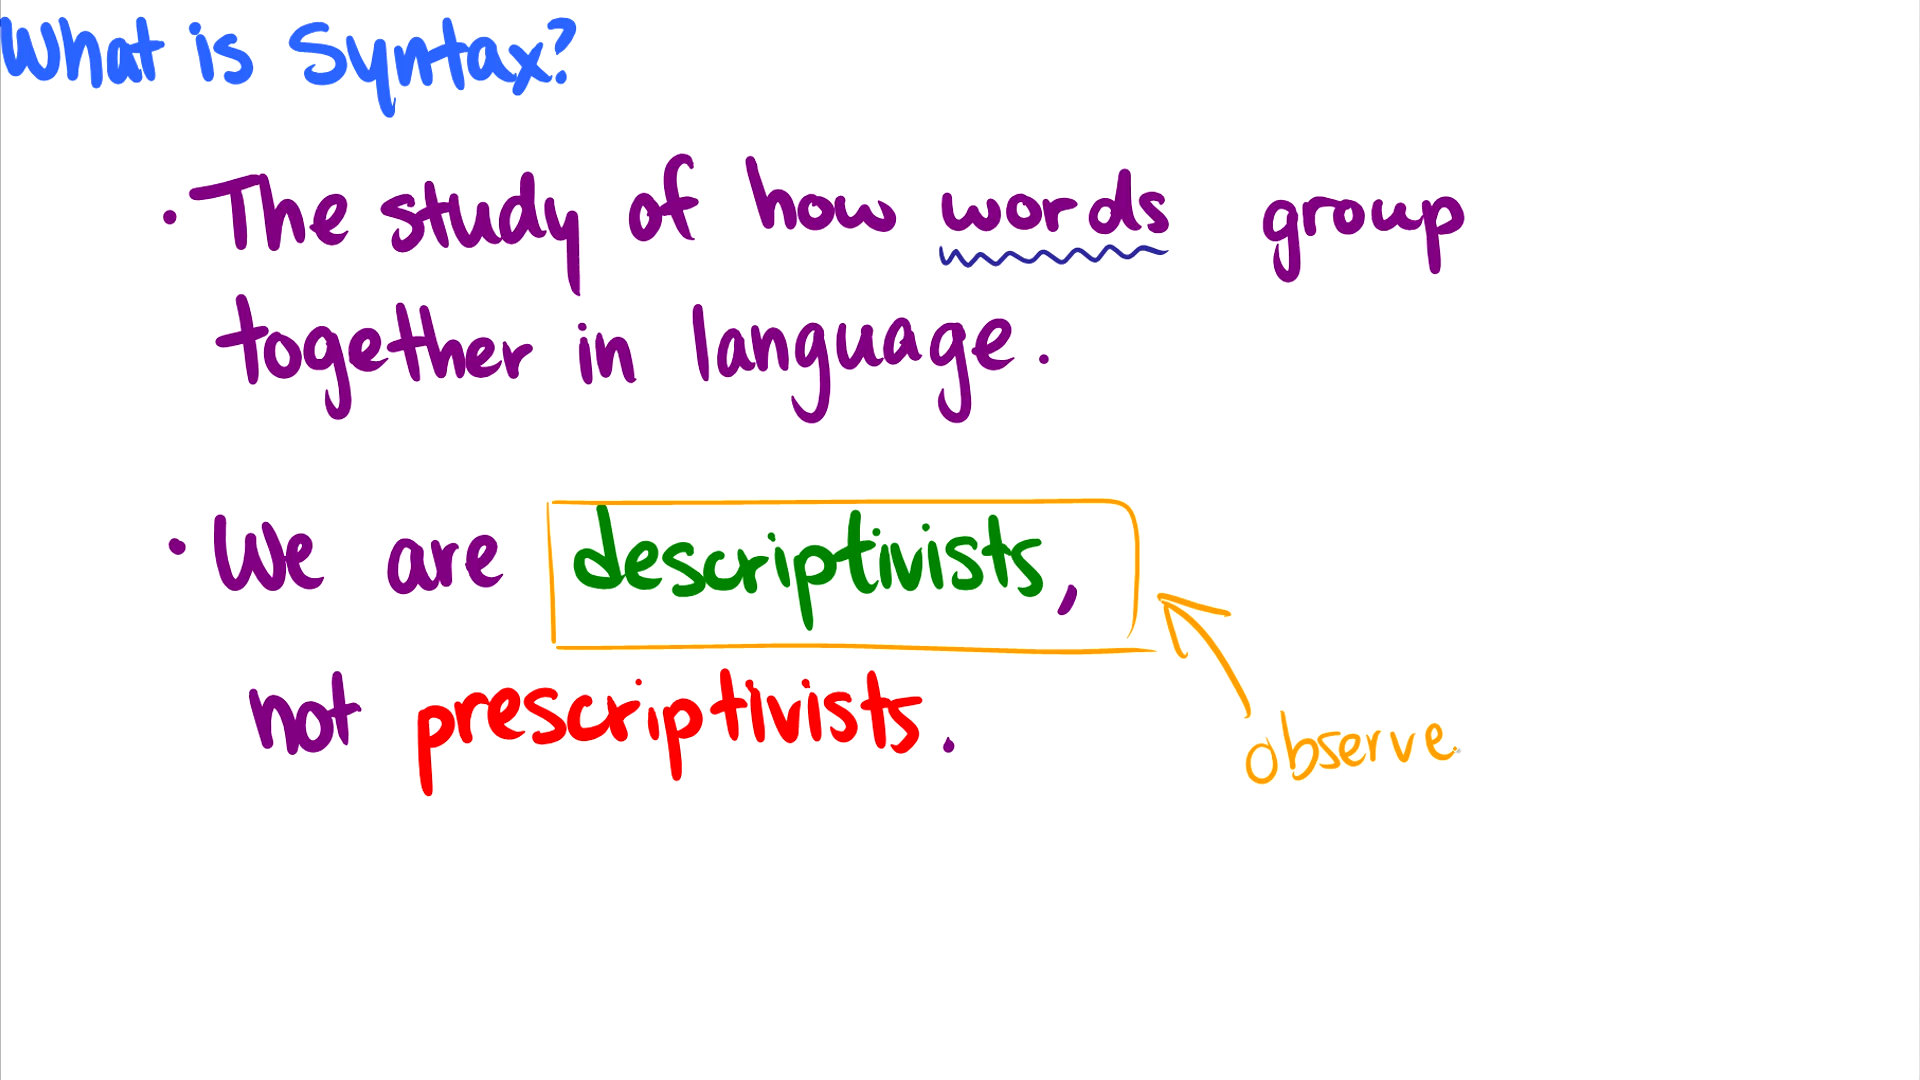 What is Syntax?
• The study of how words group
together in language.
• We are descriptivists,
not prescriptivists.
observe.